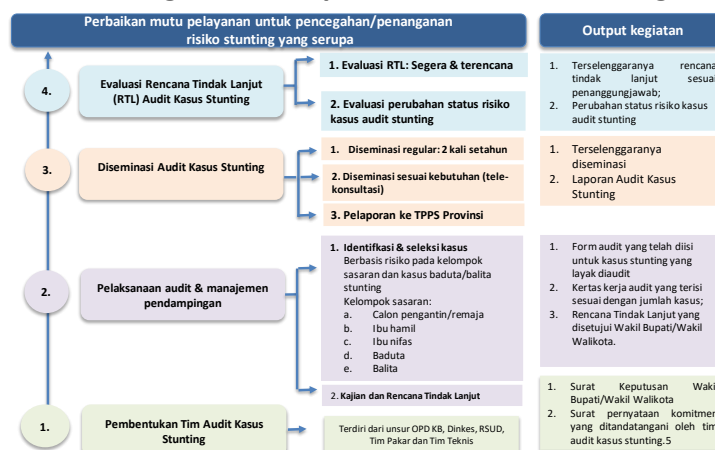 Perbaikan mutu pelayanan untuk pencegahan/penanganan
risiko stunting yang serupa
Output kegiatan
4.
Evaluasi Rencana Tindak Lanjut
(RTL) Audit Kasus Stunting
1. Evaluasi RTL: Segera & terencana
2. Evaluasi perubahan status risiko
kasus audit stunting
1. Terselenggaranya rencana
tindak lanjut sesuai
penanggungjawab;
2. Perubahan status risiko kasus
audit stunting
3.
Diseminasi Audit Kasus Stunting
1. Diseminasi regular: 2 kali setahun
2. Diseminasi sesuai kebutuhan (tele-
konsultasi)
3. Pelaporan ke TPPS Provinsi
1. Terselenggaranya
diseminasi
2. Laporan Audit Kasus
Stunting
2.
Pelaksanaan audit & manajemen
pendampingan
1. Identifkasi & seleksi kasus
Berbasis risiko pada kelompok
sasaran dan kasus baduta/balita
stunting
Kelompok sasaran:
a. Calon pengantin/remaja
b. Ibu hamil
c. Ibu nifas
d. Baduta
e. Balita
2. Kajian dan Rencana Tindak Lanjut
1. Form audit yang telah diisi
untuk kasus stunting yang
layak diaudit
2. Kertas kerja audit yang terisi
sesuai dengan jumlah kasus;
3. Rencana Tindak Lanjut yang
disetujui Wakil Bupati/Wakil
Walikota.
1.
Pembentukan Tim Audit Kasus
Stunting
Terdiri dari unsur OPD KB, Dinkes, RSUD,
Tim Pakar dan Tim Teknis
1. Surat Keputusan Wakil
Bupati/Wakil Walikota
2. Surat pernyataan komitmen
yang ditandatangani oleh tim
audit kasus stunting.5